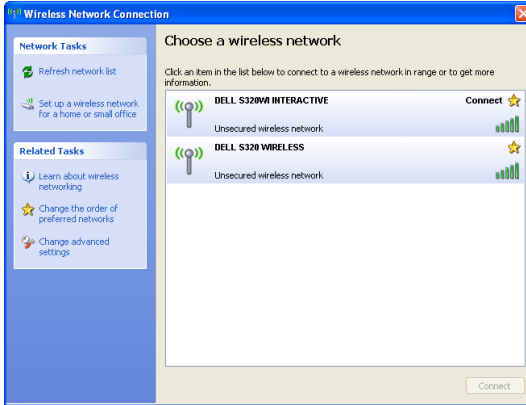 Wireless Network Connection
Network Tasks
Refresh network list
Set up a wireless network
for a home or small office
Related Tasks
Learn about wireless
networking
Change the order of
preferred networks
Change advanced
settings
Choose a wireless network
Click an item in the list below to connect to a wireless network in range or to get more
information.
DELL S320WI INTERACTIVE
Connect
Unsecured wireless network
DELL S320 WIRELESS
Unsecured wireless network
Connect